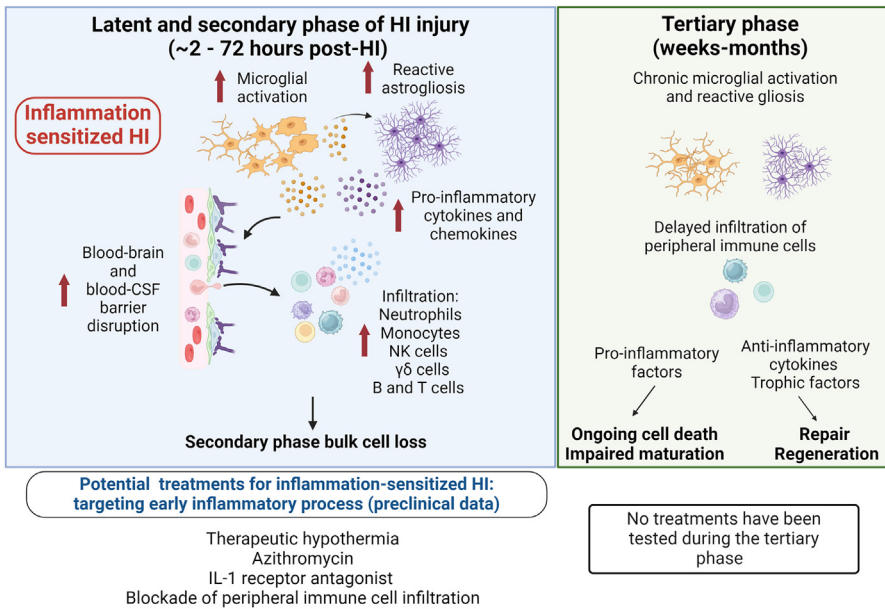 Latent and secondary phase of HI injury
(~2 - 72 hours post-HI)
Inflammation
sensitized HI
Microglial
activation
Reactive
astrogliosis
Pro-inflammatory
cytokines and
chemokines
Blood-brain
and
blood-CSF
barrier
disruption
Infiltration:
Neutrophils
Monocytes
NK cells
γδ cells
B and T cells
Secondary phase bulk cell loss
Tertiary phase
(weeks-months)
Chronic microglial activation
and reactive gliosis
Delayed infiltration of
peripheral immune cells
Pro-inflammatory
factors
Anti-inflammatory
cytokines
Trophic factors
Ongoing cell death
Impaired maturation
Repair
Regeneration
Potential treatments for inflammation-sensitized HI:
targeting early inflammatory process (preclinical data)
Therapeutic hypothermia
Azithromycin
IL-1 receptor antagonist
Blockade of peripheral immune cell infiltration
No treatments have been
tested during the tertiary
phase